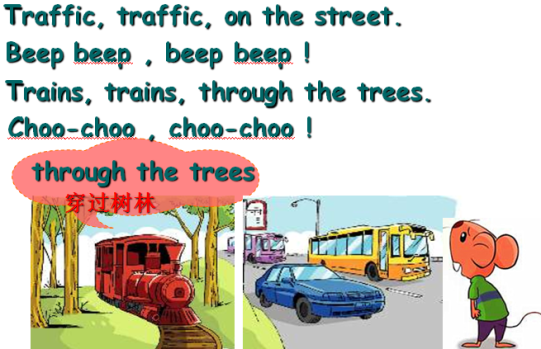 Traffic, traffic, on the street.
Beep beep , beep beep !
Trains, trains, through the trees.
Choo-choo , choo-choo !
through the trees
穿过树林